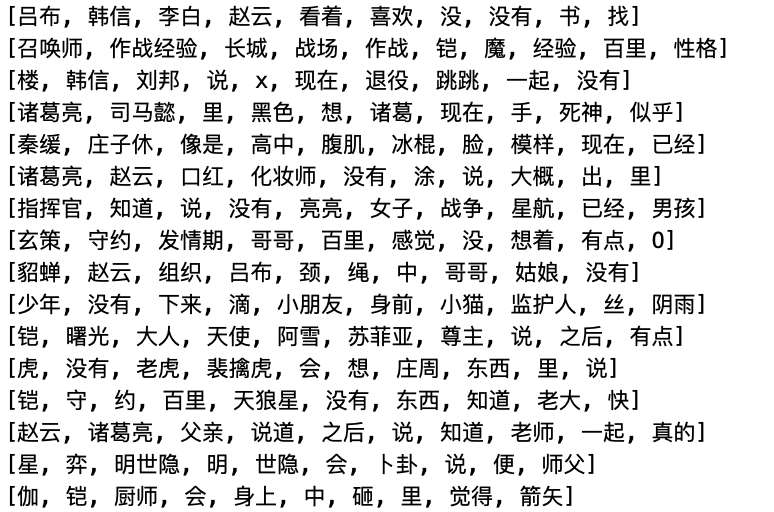 [吕布, 韩信, 李白, 赵云, 看着, 喜欢, 没, 没有, 书, 找]
[召唤师, 作战经验, 长城, 战场, 作战, 铠, 魔, 经验, 百里, 性格]
[楼, 韩信, 刘邦, 说, x, 现在, 退役, 跳跳, 一起, 没有]
[诸葛亮, 司马懿, 里, 黑色, 想, 诸葛, 现在, 手, 死神, 似乎]
[秦缓, 庄子休, 像是, 高中, 腹肌, 冰棍, 脸, 模样, 现在, 已经]
[诸葛亮, 赵云, 口红, 化妆师, 没有, 涂, 说, 大概, 出, 里]
[指挥官, 知道, 说, 没有, 亮亮, 女子, 战争, 星航, 已经, 男孩]
[玄策, 守约, 发情期, 哥哥, 百里, 感觉, 没, 想着, 有点, O]
[貂蝉, 赵云, 组织, 吕布, 颈, 绳, 中, 哥哥, 姑娘, 没有]
[少年, 没有, 下来, 滴, 小朋友, 身前, 小猫, 监护人, 丝, 阴雨]
[铠, 曙光, 大人, 天使, 阿雪, 苏菲亚, 尊主, 说, 之后, 有点]
[虎, 没有, 老虎, 裴擒虎, 会, 想, 庄周, 东西, 里, 说]
[铠, 守, 约, 百里, 天狼星, 没有, 东西, 知道, 老大, 快]
[赵云, 诸葛亮, 父亲, 说道, 之后, 说, 知道, 老师, 一起, 真的]
[星, 弈, 明世隐, 明, 世隐, 会, 卜卦, 说, 便, 师父]
[伽, 铠, 厨师, 会, 身上, 中, 砸, 里, 觉得, 箭矢]